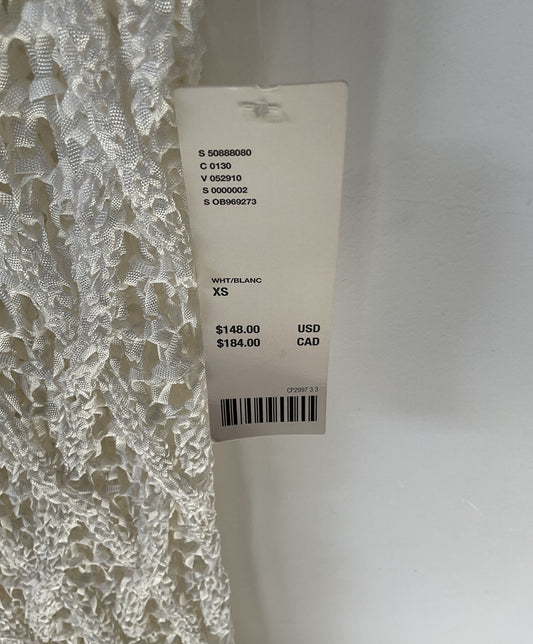 S 50888080
C 0130
V 052910
S 0000002
S OB969273
WHT/BLANC
XS
$148.00 USD
$184.00 CAD
CP2997 3.3